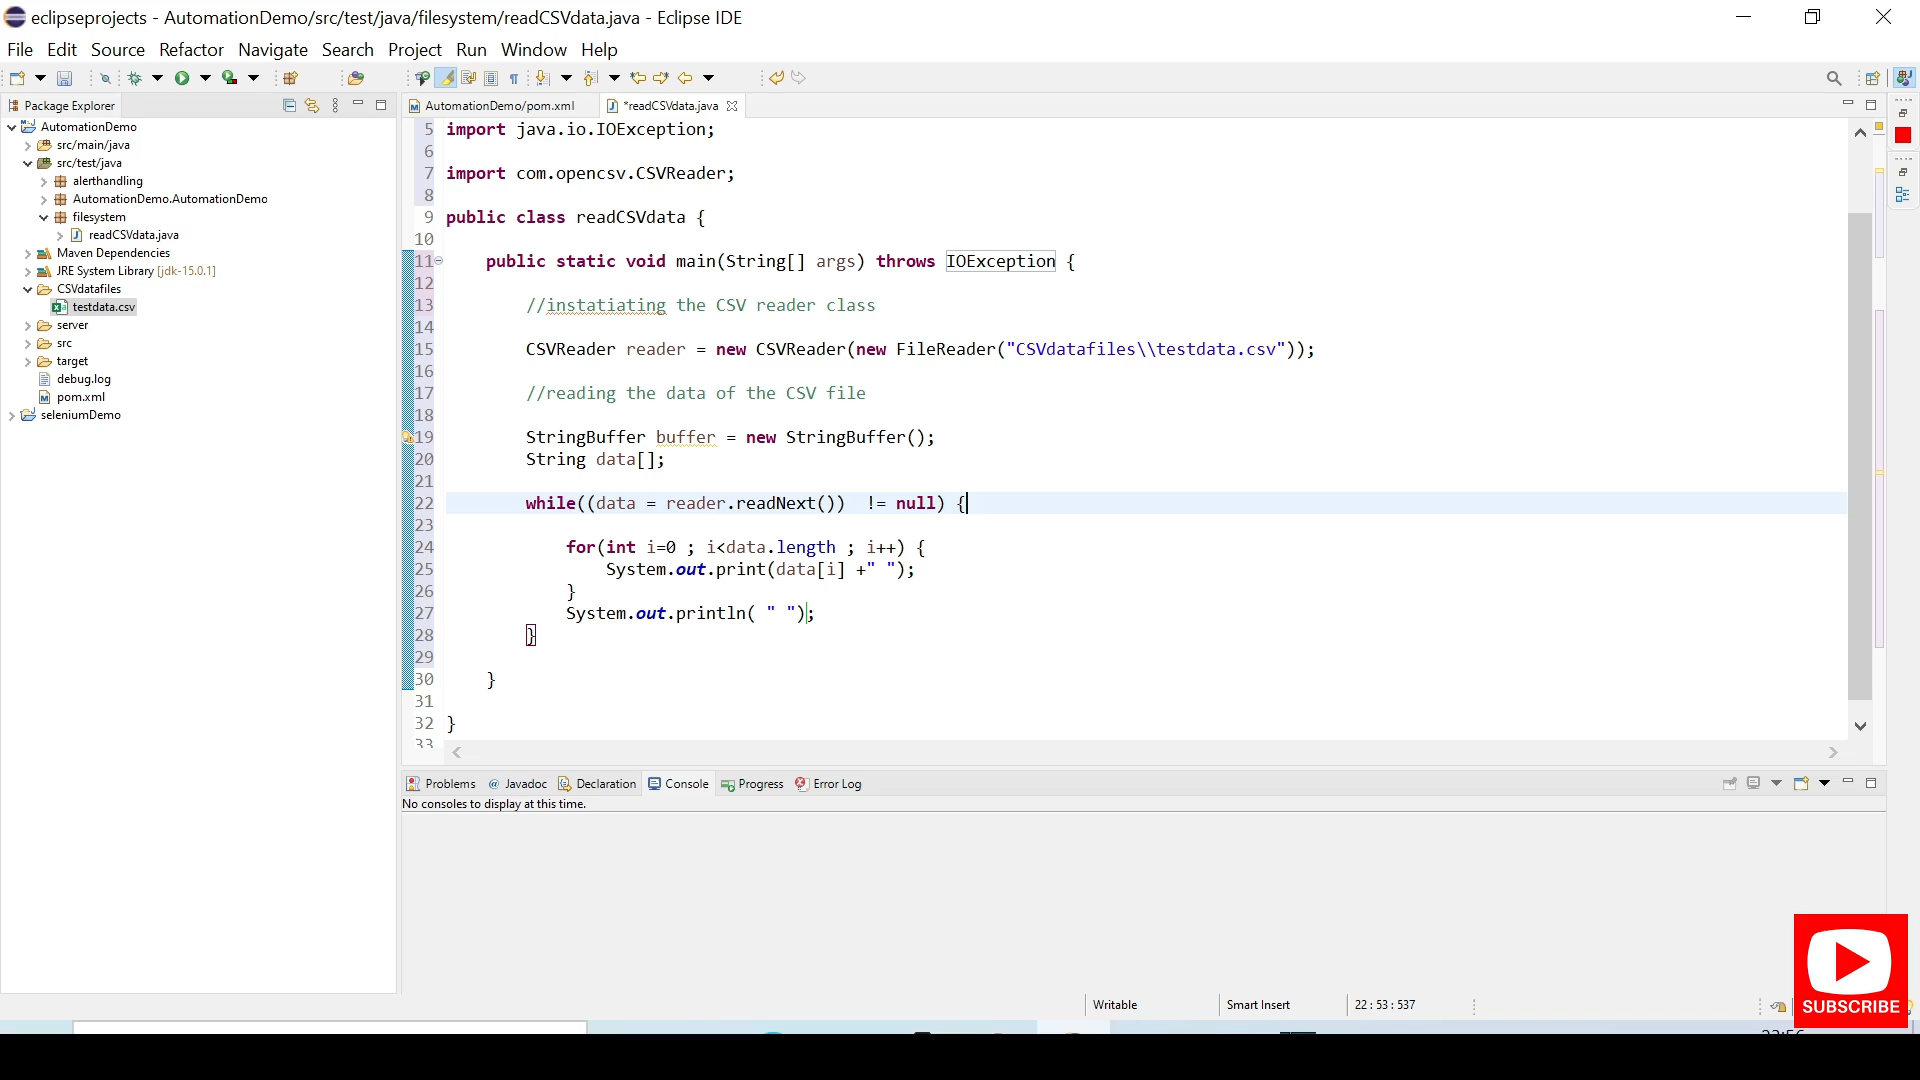 eclipseprojects - AutomationDemo/src/test/java/filesystem/readCSVdata.java - Eclipse IDE
File Edit Source Refactor Navigate Search Project Run Window Help
Package Explorer
AutomationDemo/pom.xml
*readCSVdata.java
AutomationDemo
src/main/java
src/test/java
alerthandling
AutomationDemo.AutomationDemo
filesystem
readCSVdata.java
Maven Dependencies
JRE System Library [jdk-15.0.1]
CSVdatafiles
testdata.csv
server
src
target
debug.log
pom.xml
seleniumDemo
5 import java.io.IOException;
6
7 import com.opencsv.CSVReader;
8
9 public class readCSVdata {
10
11 public static void main(String[] args) throws IOException {
12
13 //instatiating the CSV reader class
14
15 CSVReader reader = new CSVReader(new FileReader("CSVdatafiles\\testdata.csv"));
16
17 //reading the data of the CSV file
18
19 StringBuffer buffer = new StringBuffer();
20 String data[];
21
22 while((data = reader.readNext())  != null) {
23
24 for(int i=0 ; i<data.length ; i++) {
25 System.out.print(data[i] +" ");
26 }
27 System.out.println( " ");
28 }
29
30 }
31
32 }
33
Problems @ Javadoc Declaration Console Progress Error Log
No consoles to display at this time.
Writable Smart Insert 22 : 53 : 537
SUBSCRIBE